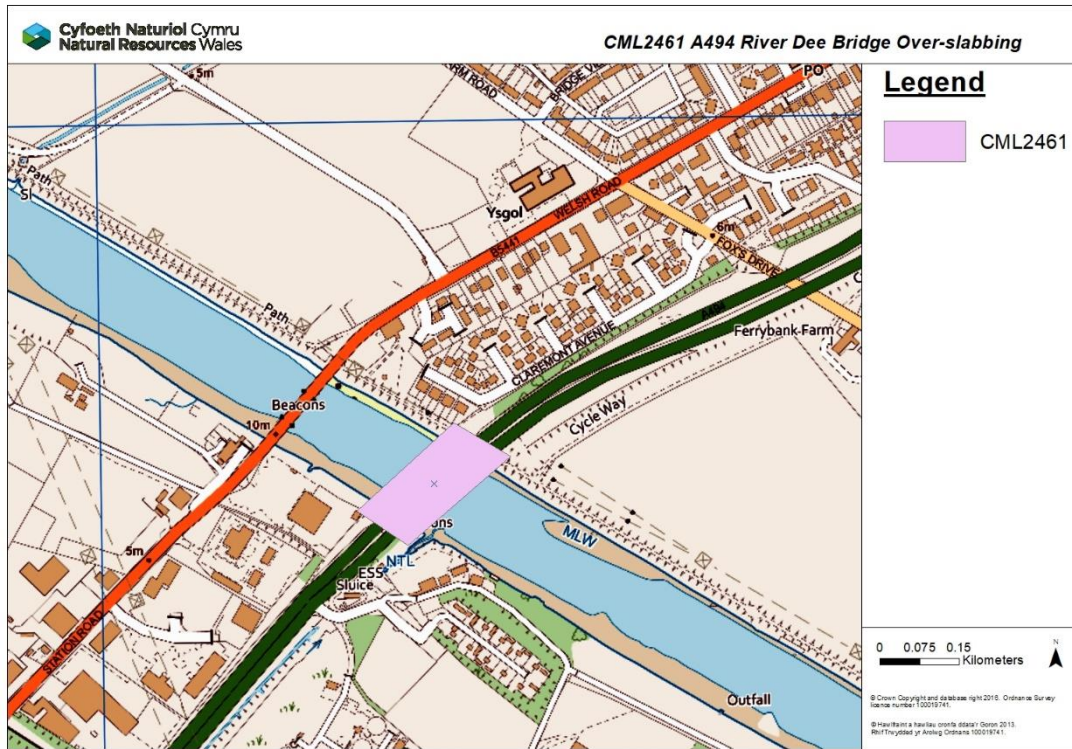 Cyfoeth Naturiol Cymru
Natural Resources Wales
CML2461 A494 River Dee Bridge Over-slabbing
Legend
CML2461
5m
PO
Path
SI
Ysgol
B5441
WELSH ROAD
6m
FOX'S DRIVE
A494
Ferrybank Farm
Path
CLAREMONT AVENUE
Beacons
10m
Cycle Way
MLW
NTL
ESS
Sluice
5m
STATION ROAD
Outfall
0 0.075 0.15
Kilometers
N
© Crown Copyright and database right 2016. Ordnance Survey
licence number 100019741.
© Hawlfraint a hawliau cronfa ddata'r Goron 2013.
Rhif Trwydded yr Arolwg Ordnans 100019741.